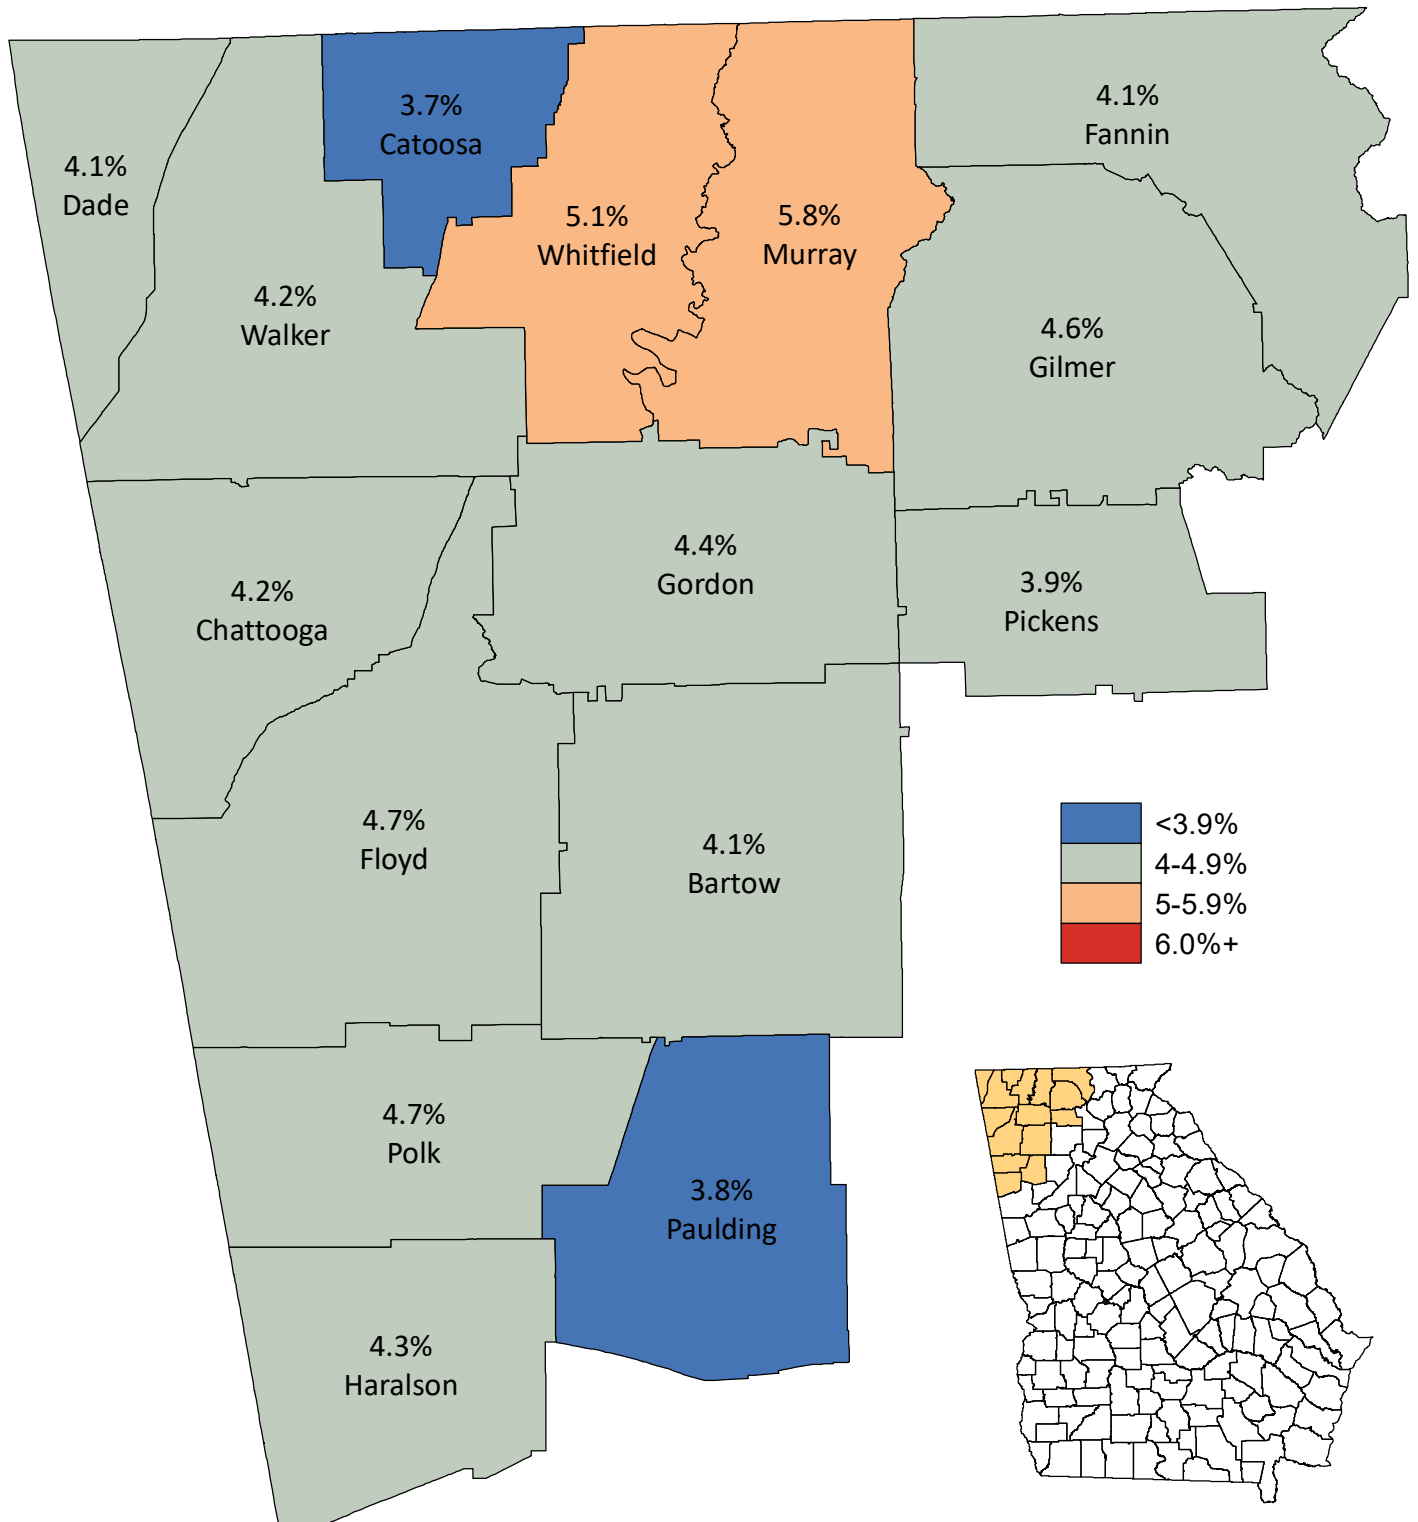 3.7%
Catoosa
4.1%
Fannin
4.1%
Dade
5.1%
Whitfield
5.8%
Murray
4.2%
Walker
4.6%
Gilmer
4.4%
Gordon
3.9%
Pickens
4.2%
Chattooga
4.7%
Floyd
4.1%
Bartow
<3.9%
4-4.9%
5-5.9%
6.0%+
4.7%
Polk
3.8%
Paulding
4.3%
Haralson